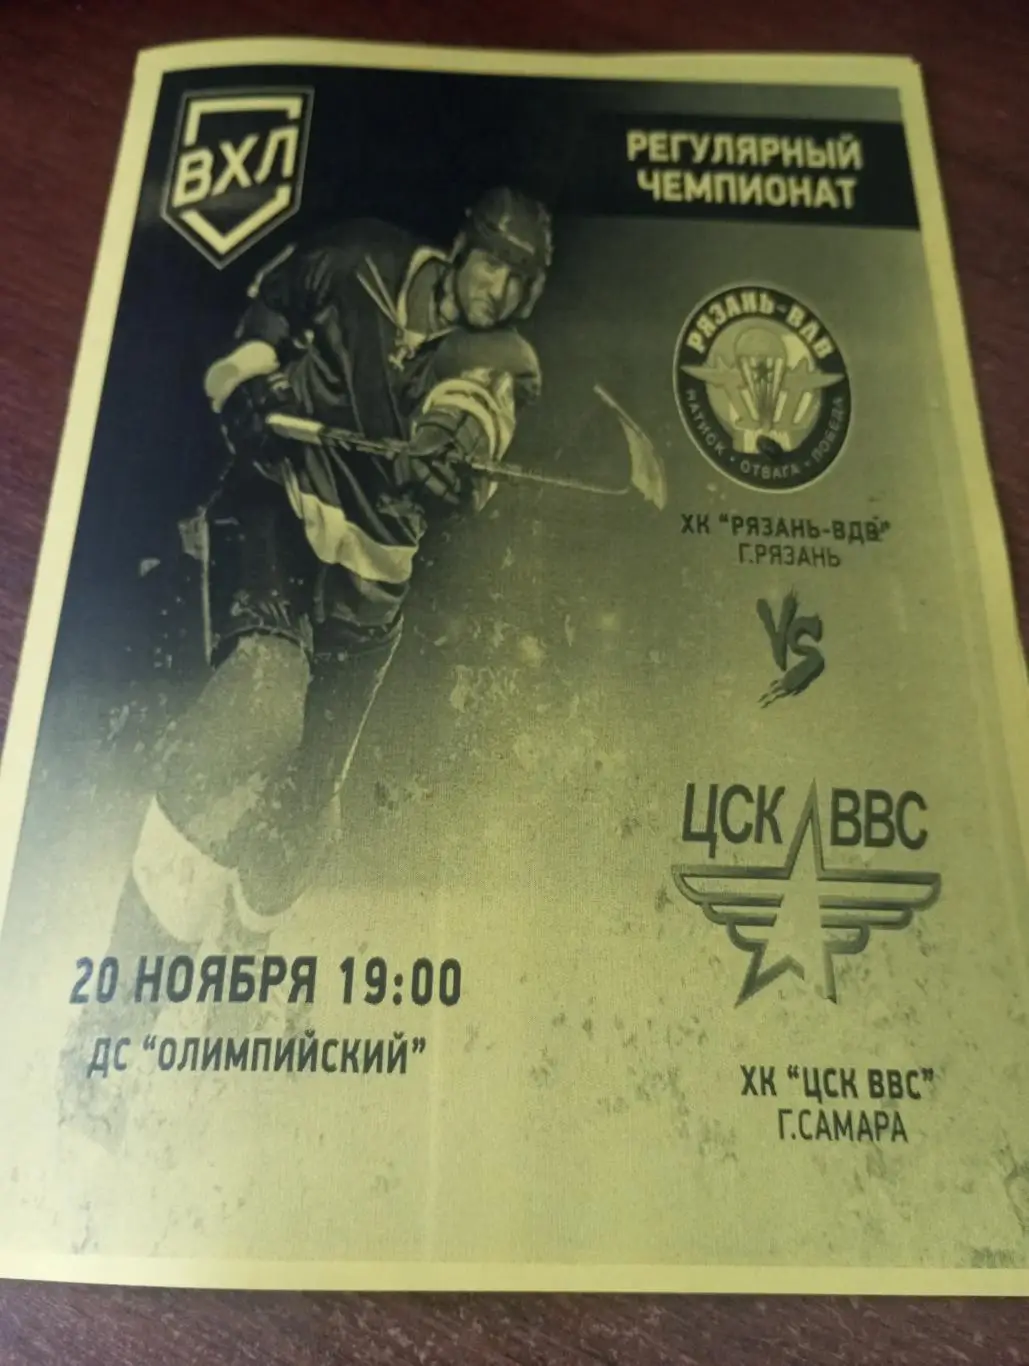 ВХЛ
РЕГУЛЯРНЫЙ
ЧЕМПИОНАТ
РЯЗАНЬ-ВДВ
НАТИСК • ОТВАГА • ПОБЕДА
ХК "РЯЗАНЬ-ВДВ"
Г.РЯЗАНЬ
VS
ЦСК ВВС
20 НОЯБРЯ 19:00
ДС "ОЛИМПИЙСКИЙ"
ХК "ЦСК ВВС"
Г.САМАРА